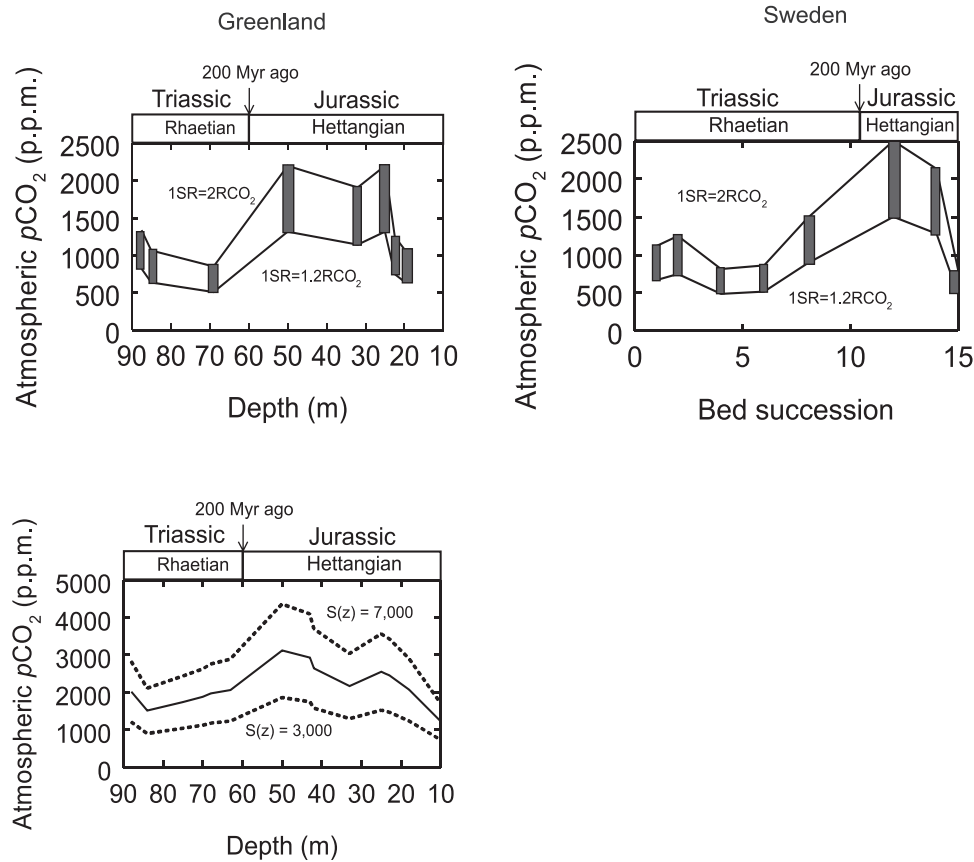 Greenland
200 Myr ago
Triassic Jurassic
Rhaetian Hettangian
Atmospheric pCO₂ (p.p.m.)
2500
2000
1500
1000
500
0
1SR=2RCO₂
1SR=1.2RCO₂
90 80 70 60 50 40 30 20 10
Depth (m)
Sweden
200 Myr ago
Triassic Jurassic
Rhaetian Hettangian
Atmospheric pCO₂ (p.p.m.)
2500
2000
1500
1000
500
0
1SR=2RCO₂
1SR=1.2RCO₂
0 5 10 15
Bed succession
200 Myr ago
Triassic Jurassic
Rhaetian Hettangian
Atmospheric pCO₂ (p.p.m.)
5000
4000
3000
2000
1000
0
S(z) = 7,000
S(z) = 3,000
90 80 70 60 50 40 30 20 10
Depth (m)